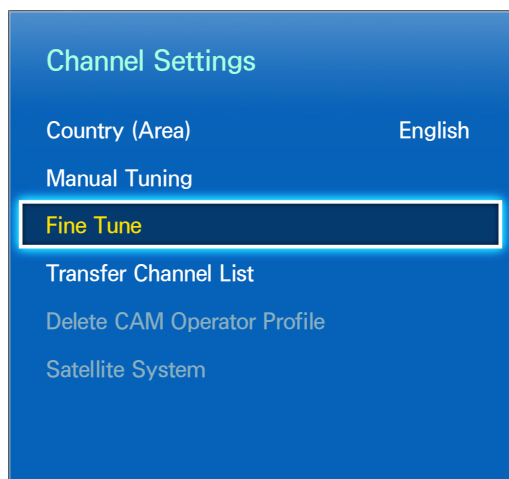 Channel Settings
Country (Area) English
Manual Tuning
Fine Tune
Transfer Channel List
Delete CAM Operator Profile
Satellite System